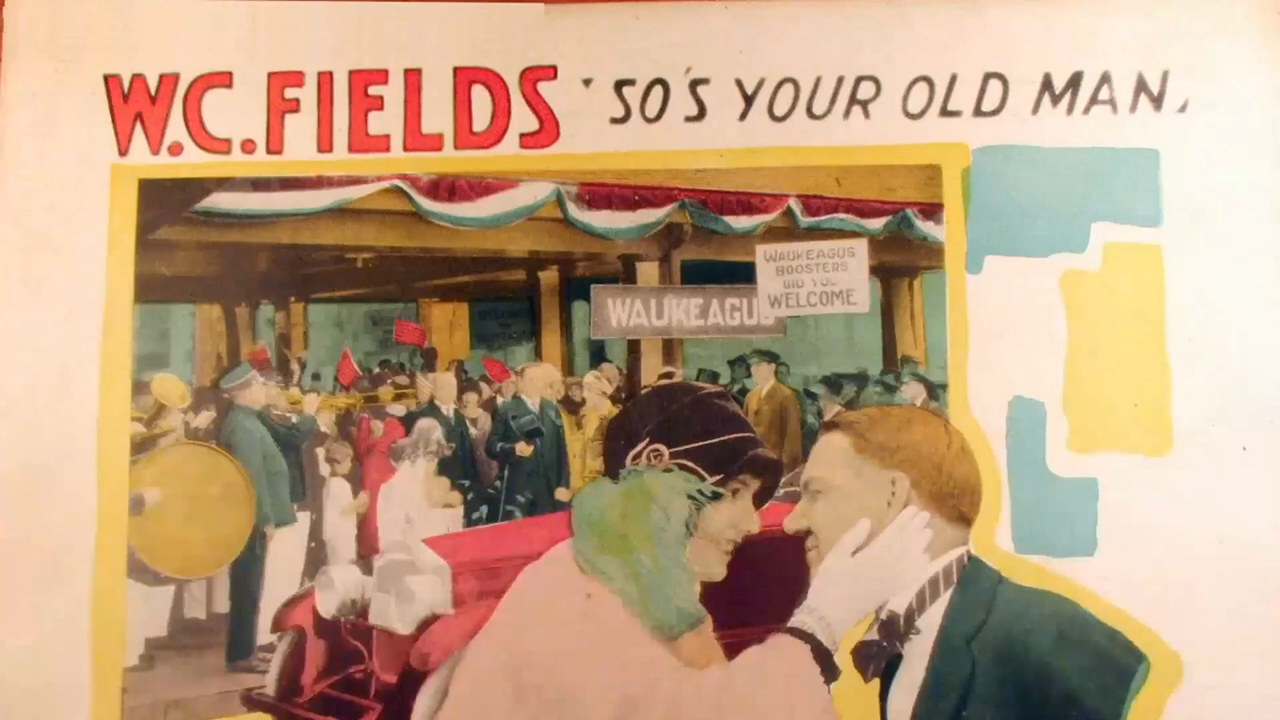 W.C. FIELDS 'SO'S YOUR OLD MAN,
WAUKEAGUS
BOOSTERS
BID YOU
WELCOME
WAUKEAGUS